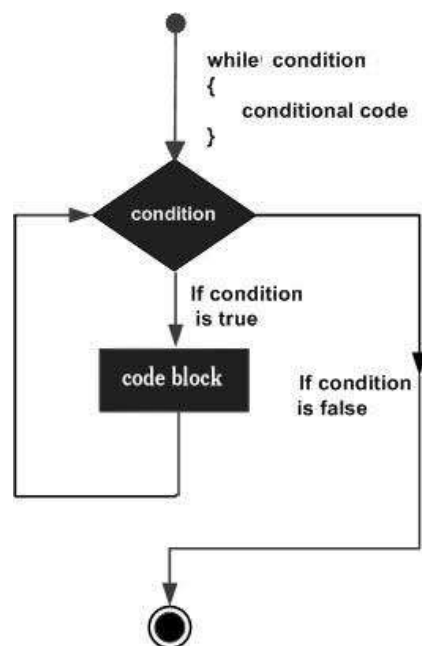 while condition
{
conditional code
}
condition
If condition
is true
code block
If condition
is false